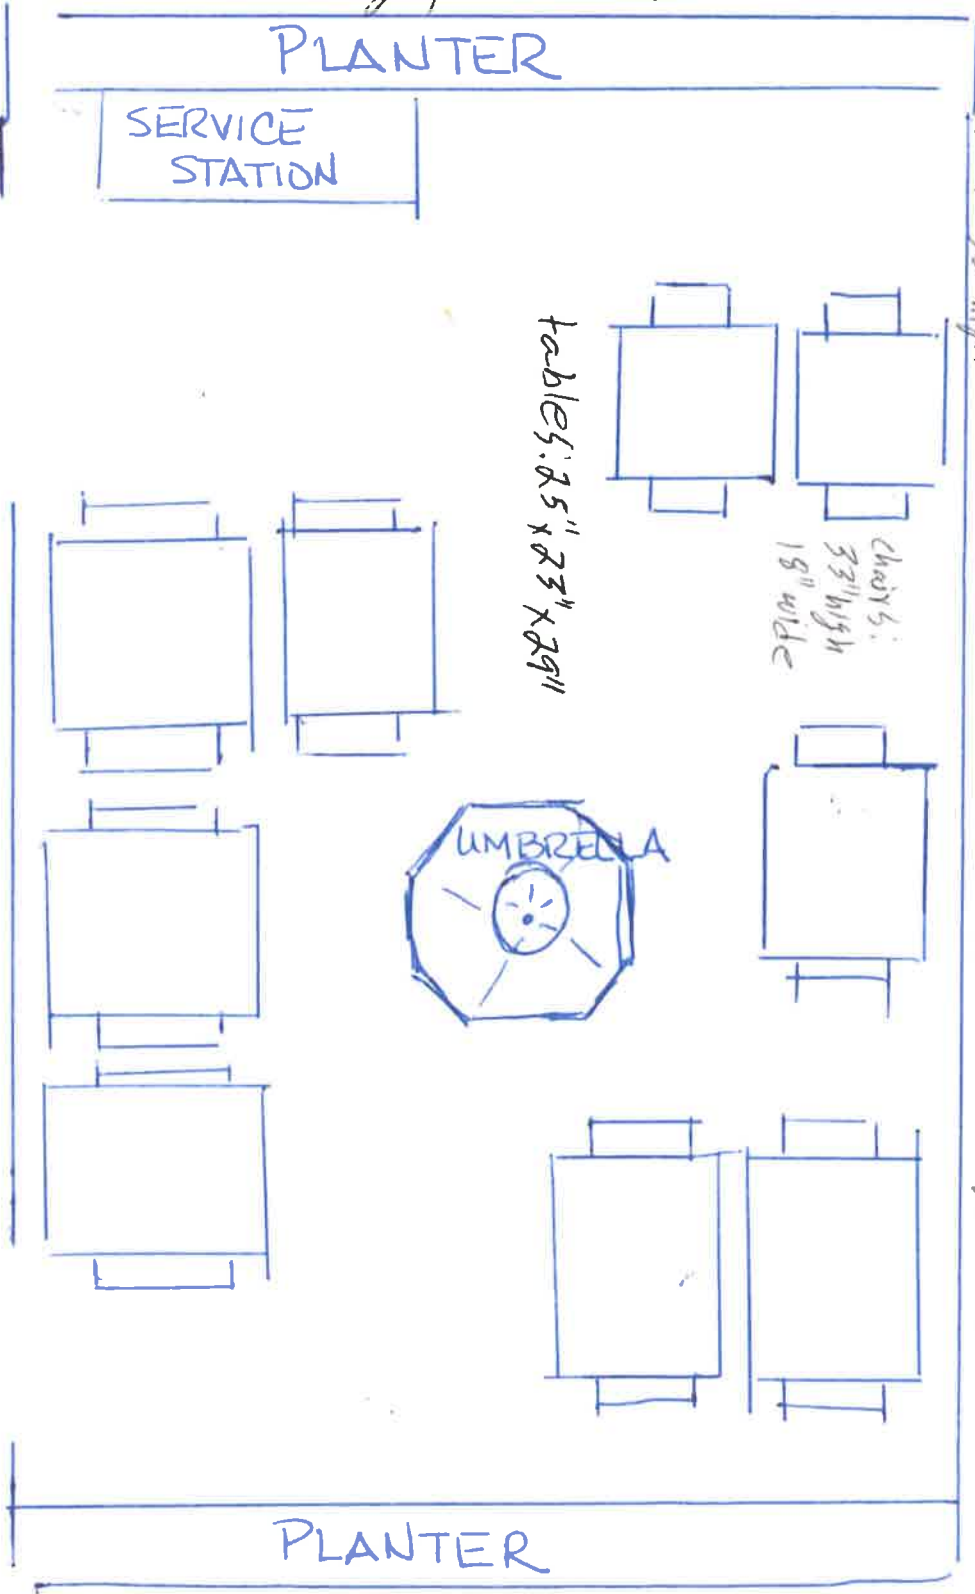 PLANTER
SERVICE
STATION
tables: 25" x 23" x 29"
chairs:
33" high
18" wide
UMBRELLA
PLANTER